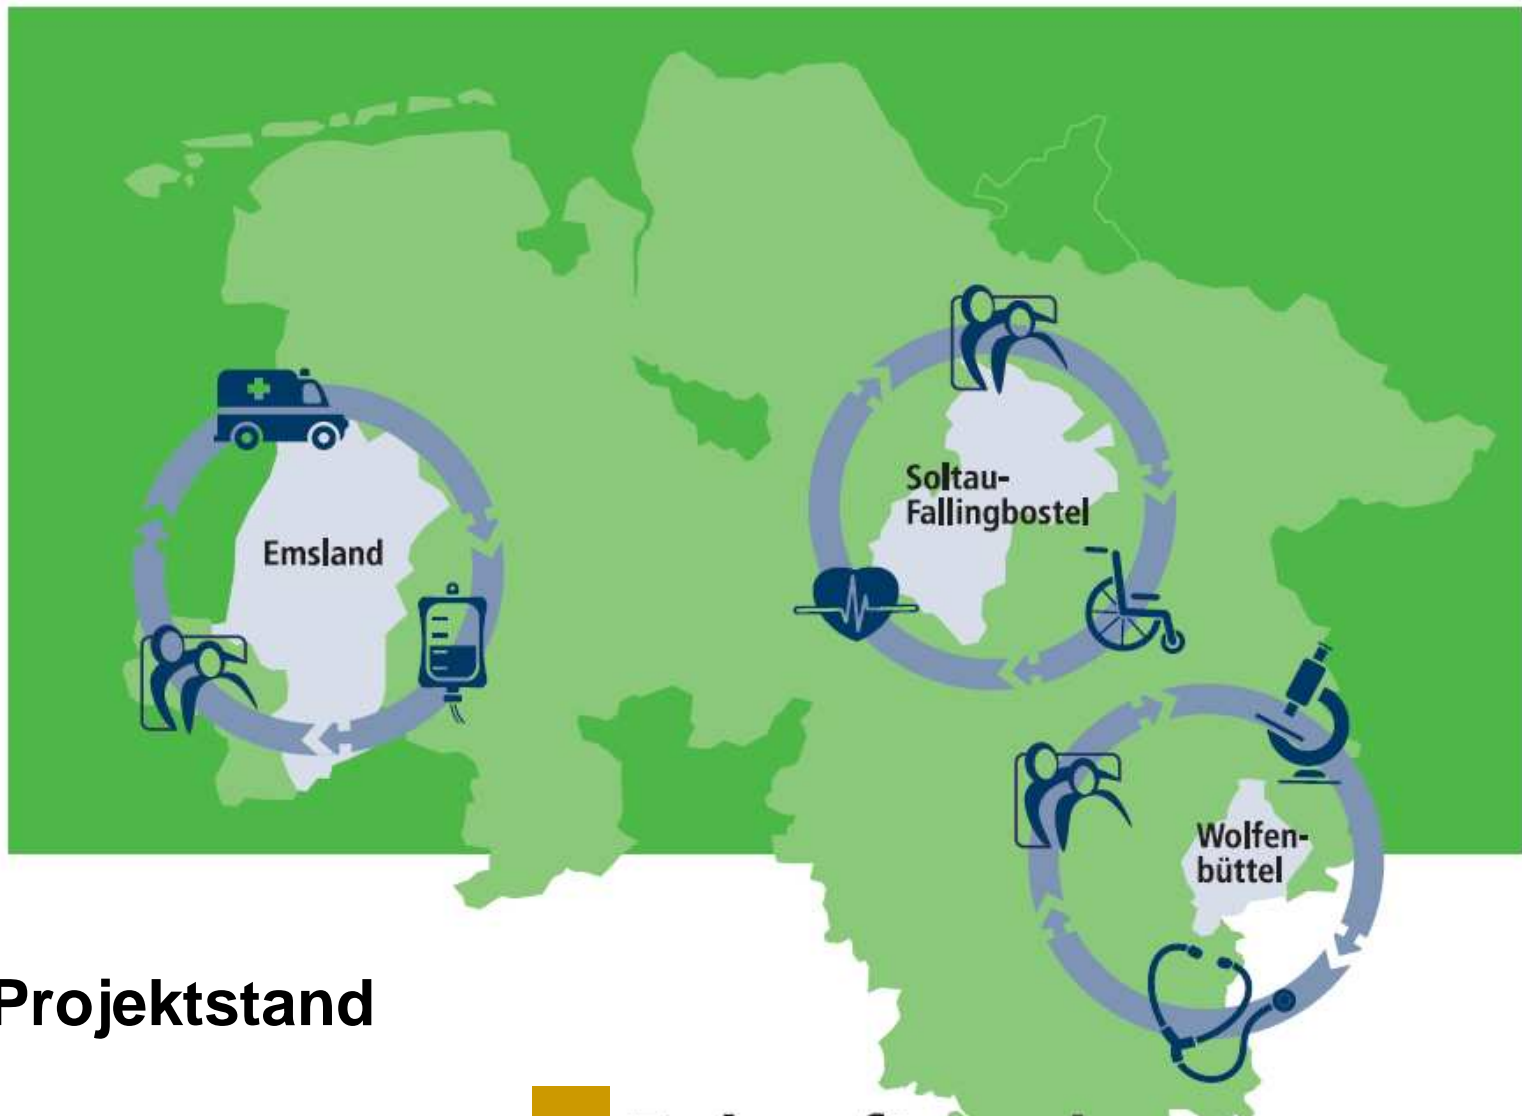 Soltau-
Fallingbostel
Emsland
Wolfen-
büttel
Projektstand